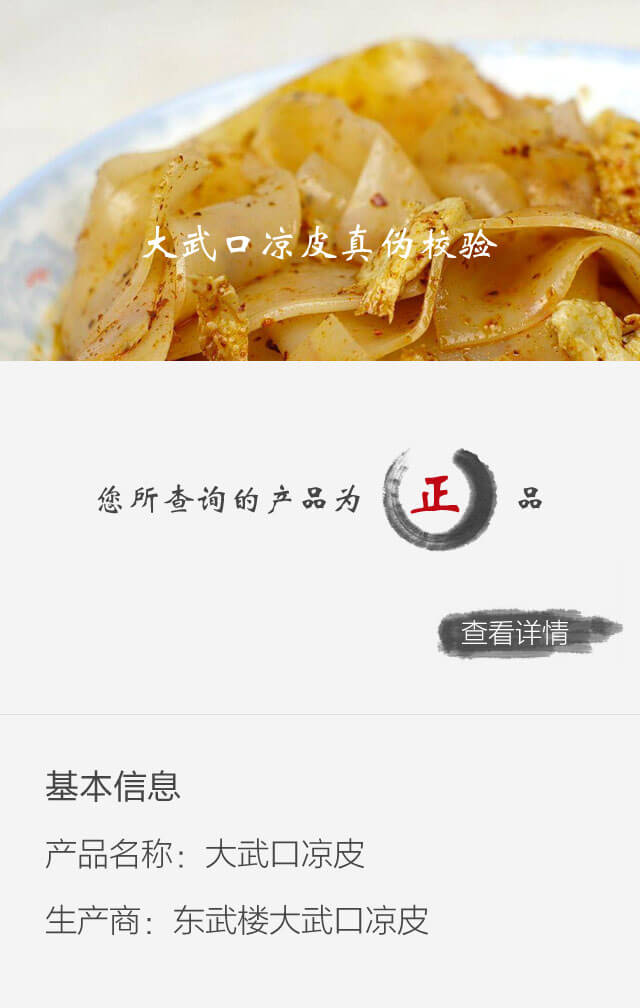 大武口凉皮真伪校验
您所查询的产品为 正 品
查看详情
基本信息
产品名称：大武口凉皮
生产商：东武楼大武口凉皮